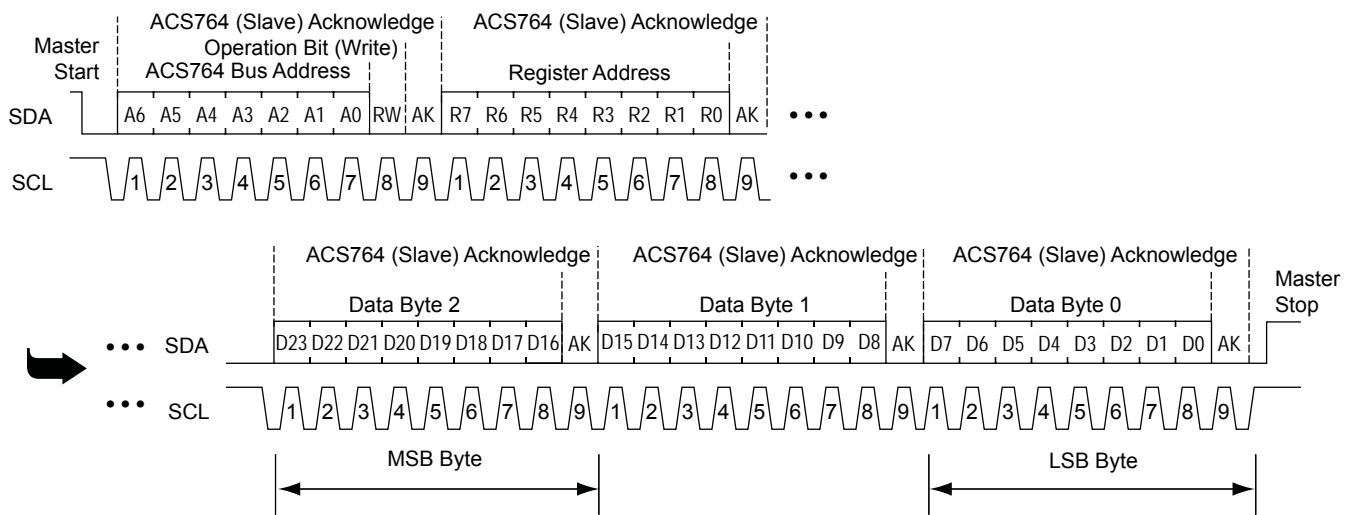 ACS764 (Slave) Acknowledge ACS764 (Slave) Acknowledge
Master Start
Operation Bit (Write)
ACS764 Bus Address Register Address
SDA A6 A5 A4 A3 A2 A1 A0 RW AK R7 R6 R5 R4 R3 R2 R1 R0 AK •••
SCL 1 2 3 4 5 6 7 8 9 1 2 3 4 5 6 7 8 9 •••
ACS764 (Slave) Acknowledge ACS764 (Slave) Acknowledge ACS764 (Slave) Acknowledge
Master Stop
Data Byte 2 Data Byte 1 Data Byte 0
••• SDA D23 D22 D21 D20 D19 D18 D17 D16 AK D15 D14 D13 D12 D11 D10 D9 D8 AK D7 D6 D5 D4 D3 D2 D1 D0 AK
••• SCL 1 2 3 4 5 6 7 8 9 1 2 3 4 5 6 7 8 9 1 2 3 4 5 6 7 8 9
MSB Byte LSB Byte